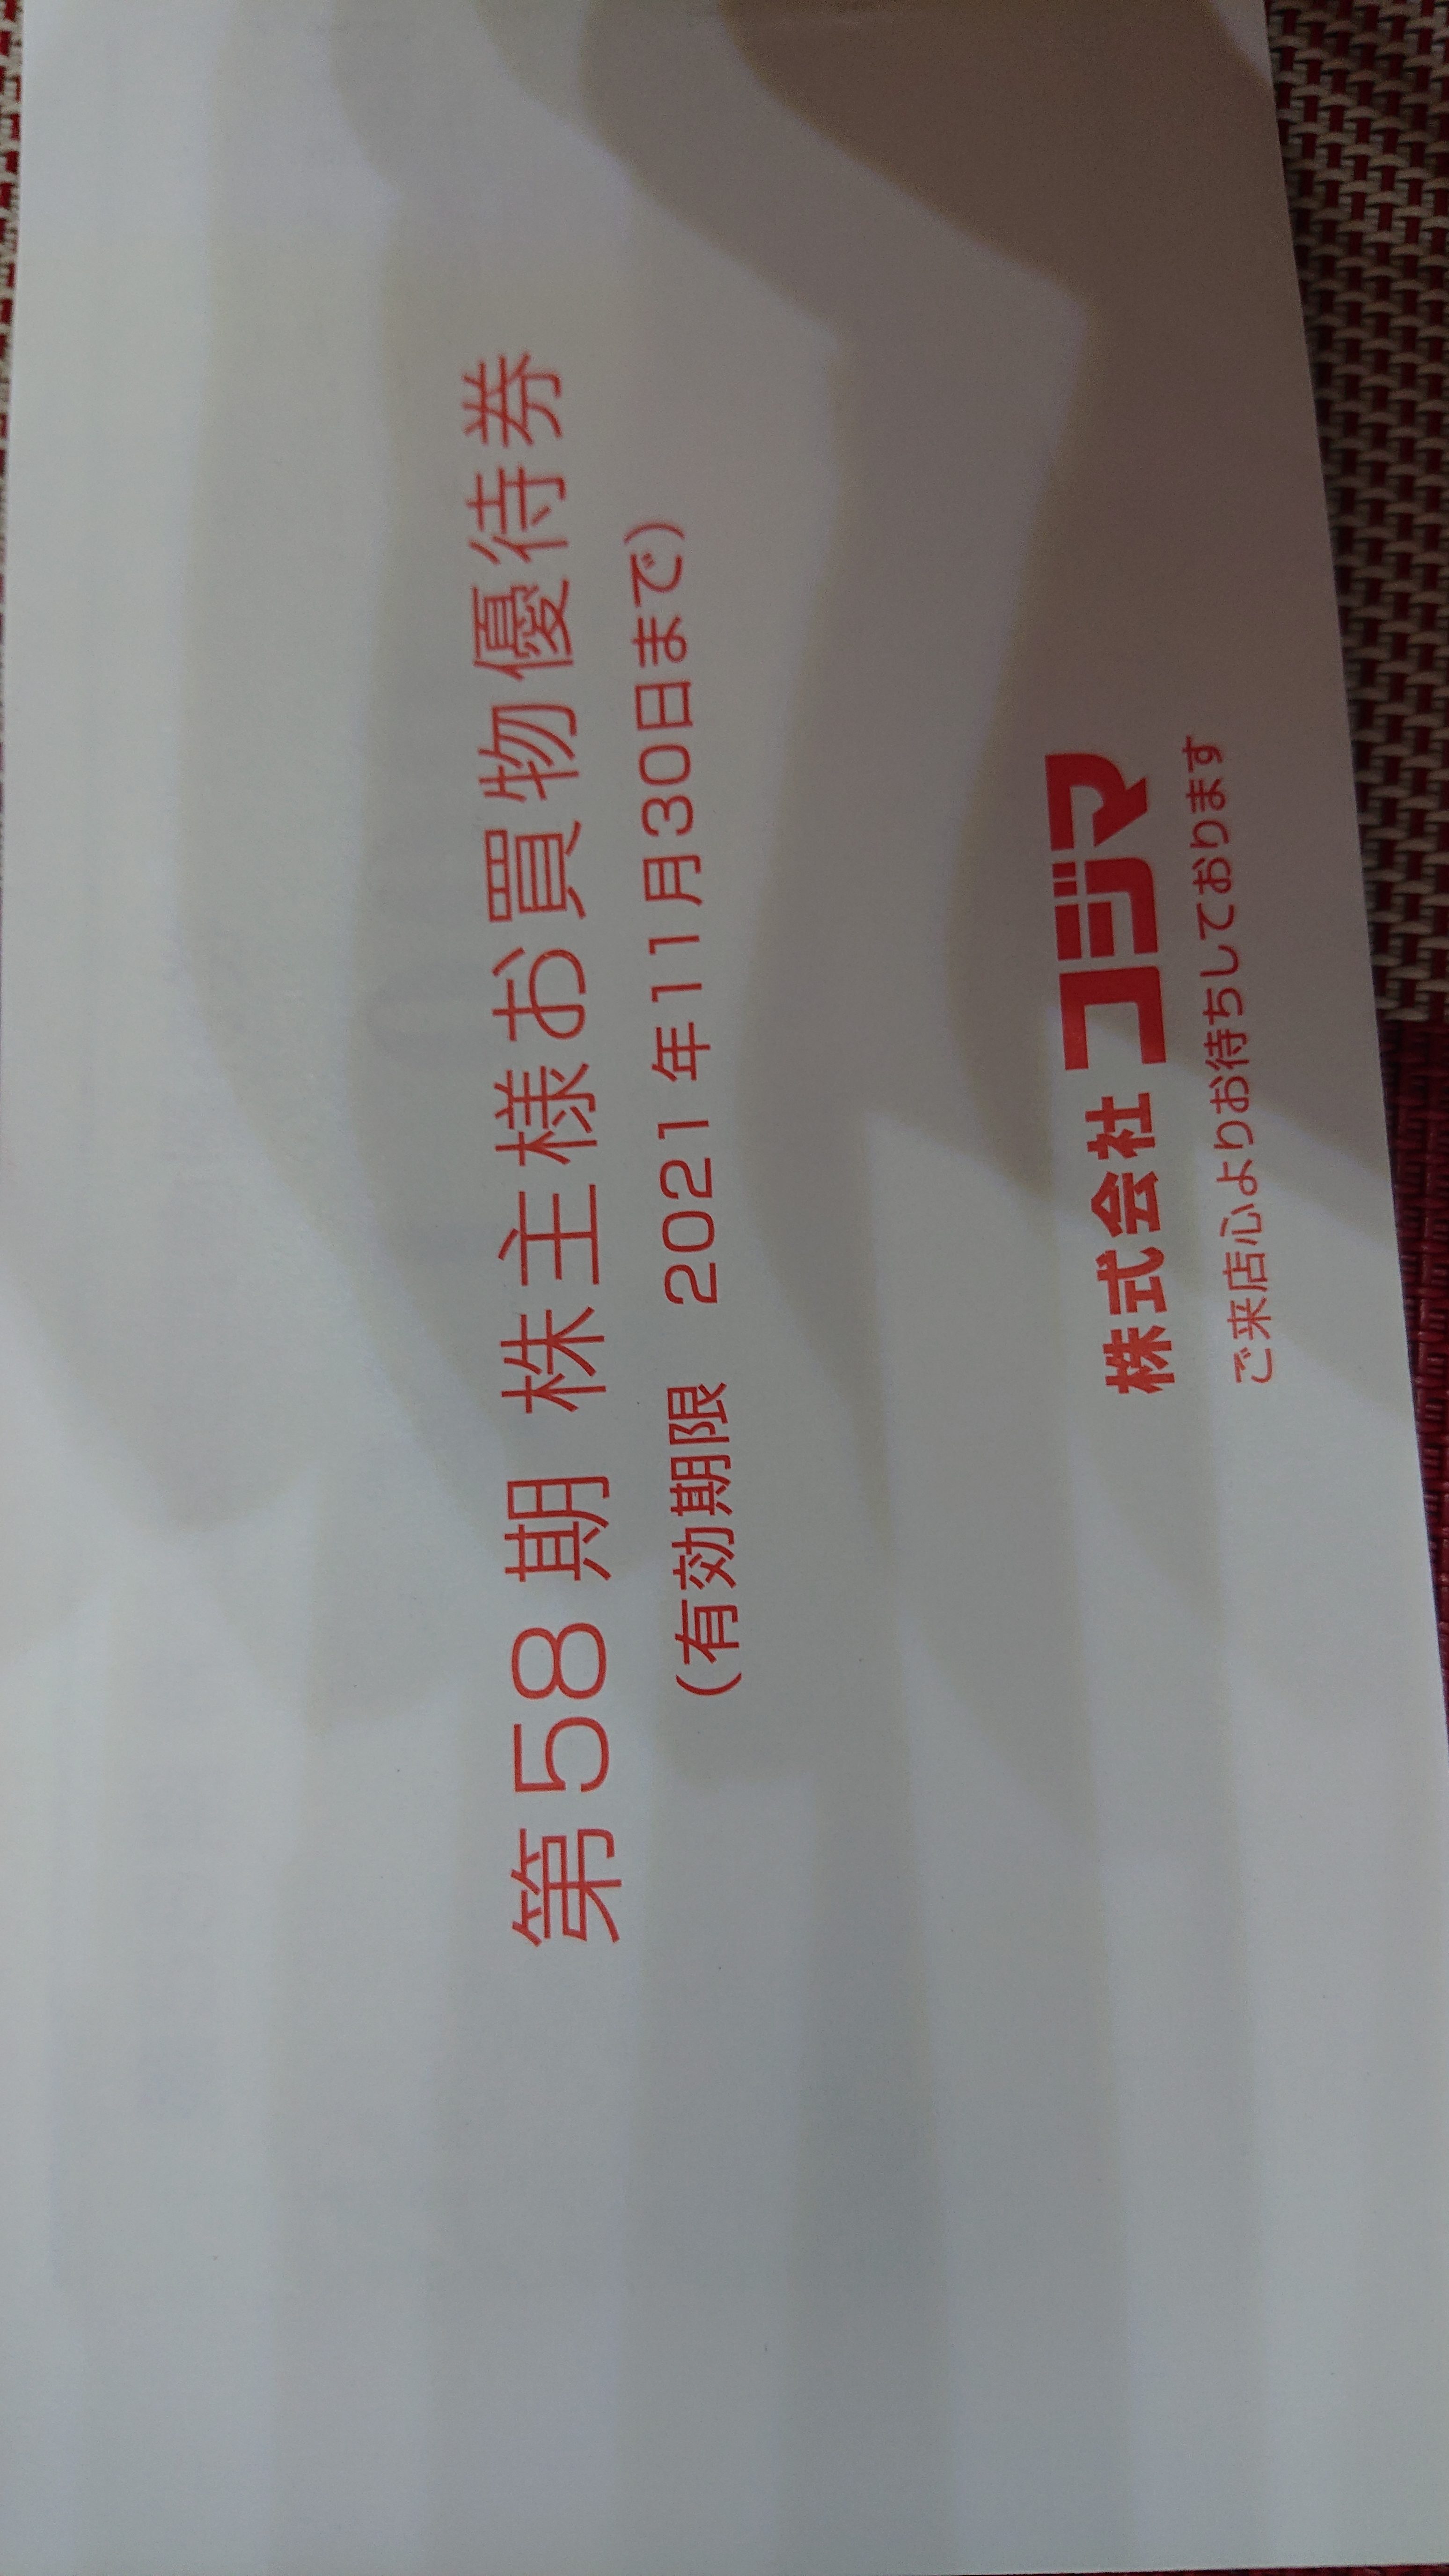 第58期 株主様お買物優待券
(有効期限 2021年11月30日まで)
株式会社 コジマ
ご来店心よりお待ちしております